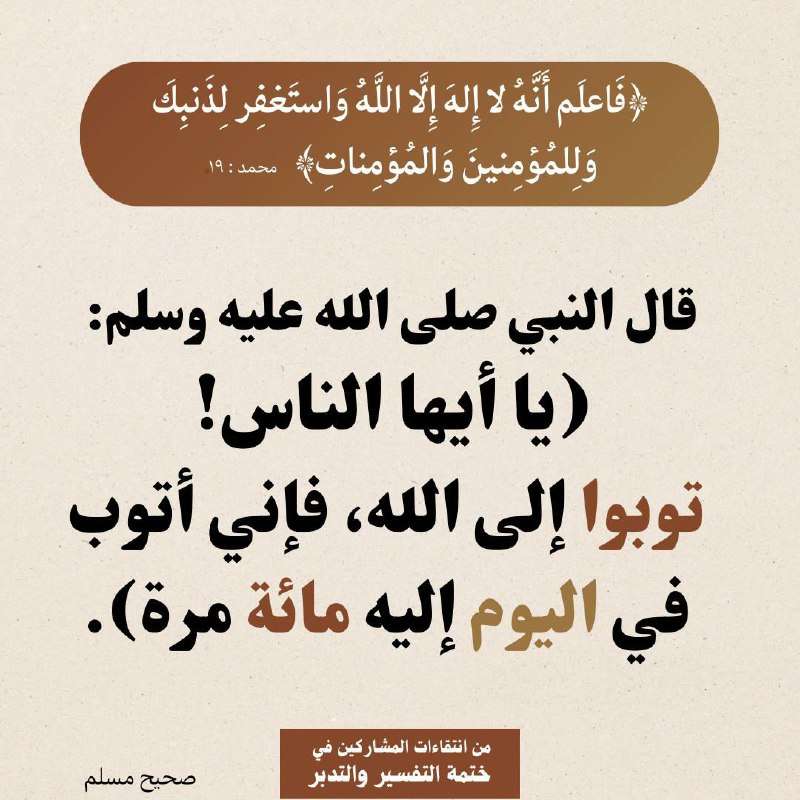 ﴿فَاعلَم أَنَّهُ لا إِلهَ إِلَّا اللَّهُ وَاستَغفِر لِذَنبِكَ
وَلِلمُؤمِنينَ وَالمُؤمِناتِ﴾ محمد : ١٩.
قال النبي صلى الله عليه وسلم:
(يا أيها الناس!
توبوا إلى الله، فإني أتوب
في اليوم إليه مائة مرة).
من انتقاءات المشاركين في
ختمة التفسير والتدبر
صحيح مسلم